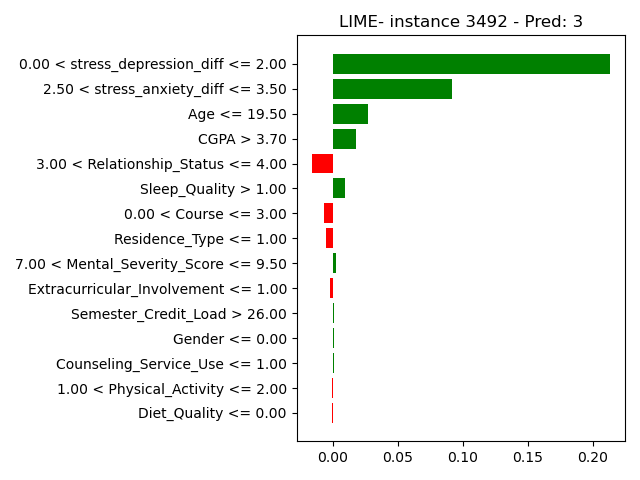 LIME- instance 3492 - Pred: 3
0.00 < stress_depression_diff <= 2.00
2.50 < stress_anxiety_diff <= 3.50
Age <= 19.50
CGPA > 3.70
3.00 < Relationship_Status <= 4.00
Sleep_Quality > 1.00
0.00 < Course <= 3.00
Residence_Type <= 1.00
7.00 < Mental_Severity_Score <= 9.50
Extracurricular_Involvement <= 1.00
Semester_Credit_Load > 26.00
Gender <= 0.00
Counseling_Service_Use <= 1.00
1.00 < Physical_Activity <= 2.00
Diet_Quality <= 0.00
0.00 0.05 0.10 0.15 0.20